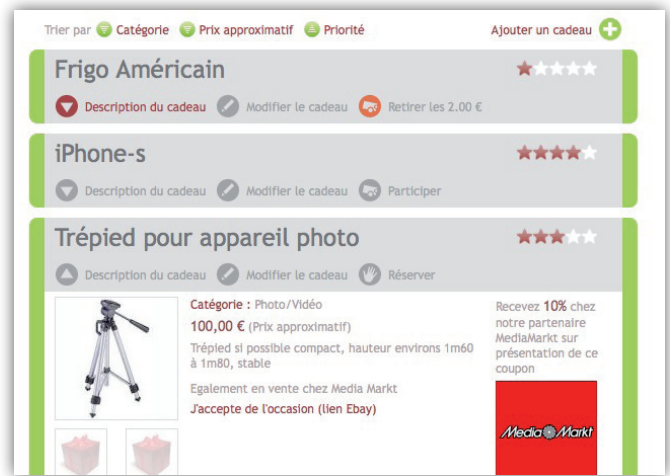 Trier par Catégorie Prix approximatif Priorité Ajouter un cadeau
Frigo Américain
Description du cadeau Modifier le cadeau Retirer les 2.00 €
iPhone-s
Description du cadeau Modifier le cadeau Participer
Trépied pour appareil photo
Description du cadeau Modifier le cadeau Réserver
Catégorie : Photo/Vidéo
100,00 € (Prix approximatif)
Trépied si possible compact, hauteur environs 1m60
à 1m80, stable
Egalement en vente chez Media Markt
J'accepte de l'occasion (lien Ebay)
Recevez 10% chez
notre partenaire
MediaMarkt sur
présentation de ce
coupon
Media Markt